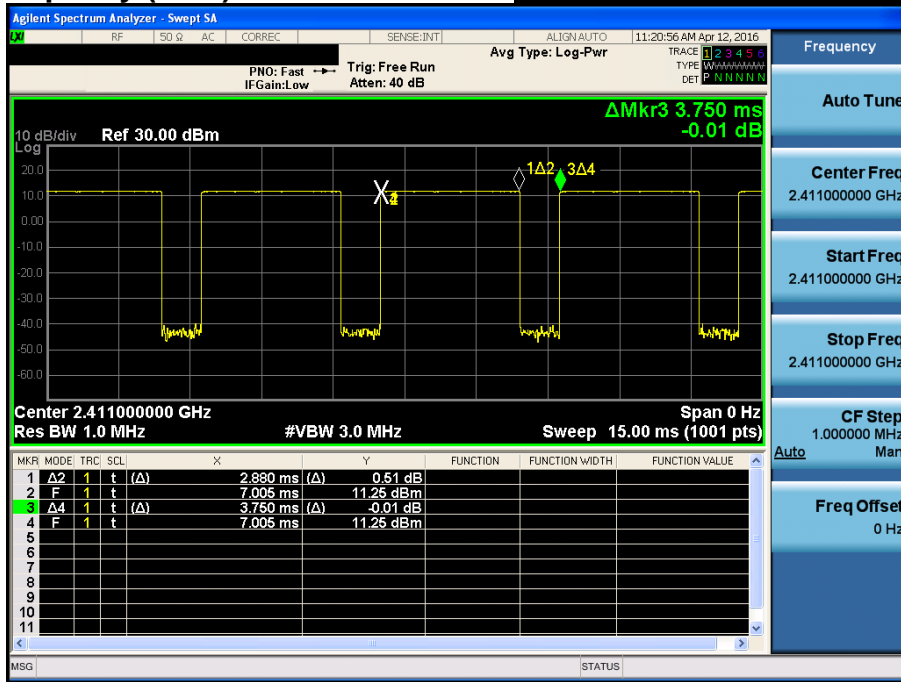 Agilent Spectrum Analyzer - Swept SA
LXI RF 50 Ω AC CORREC SENSE:INT ALIGNAUTO 11:20:56 AM Apr 12, 2016
Avg Type: Log-Pwr
TRACE 1 2 3 4 5 6
TYPE
DET P N N N N N
PNO: Fast
IFGain:Low
Trig: Free Run
Atten: 40 dB
ΔMkr3 3.750 ms
-0.01 dB
10 dB/div Ref 30.00 dBm
Log
20.0
10.0
0.00
-10.0
-20.0
-30.0
-40.0
-50.0
-60.0
1Δ2 3Δ4
X
Center 2.411000000 GHz Span 0 Hz
Res BW 1.0 MHz #VBW 3.0 MHz Sweep 15.00 ms (1001 pts)
MKR MODE TRC SCL X Y FUNCTION FUNCTION WIDTH FUNCTION VALUE
1 Δ2 1 t (Δ) 2.880 ms (Δ) 0.51 dB
2 F 1 t 7.005 ms 11.25 dBm
3 Δ4 1 t (Δ) 3.750 ms (Δ) -0.01 dB
4 F 1 t 7.005 ms 11.25 dBm
5
6
7
8
9
10
11
MSG STATUS
Frequency
Auto Tune
Center Freq
2.411000000 GHz
Start Freq
2.411000000 GHz
Stop Freq
2.411000000 GHz
CF Step
1.000000 MHz
Auto Man
Freq Offset
0 Hz